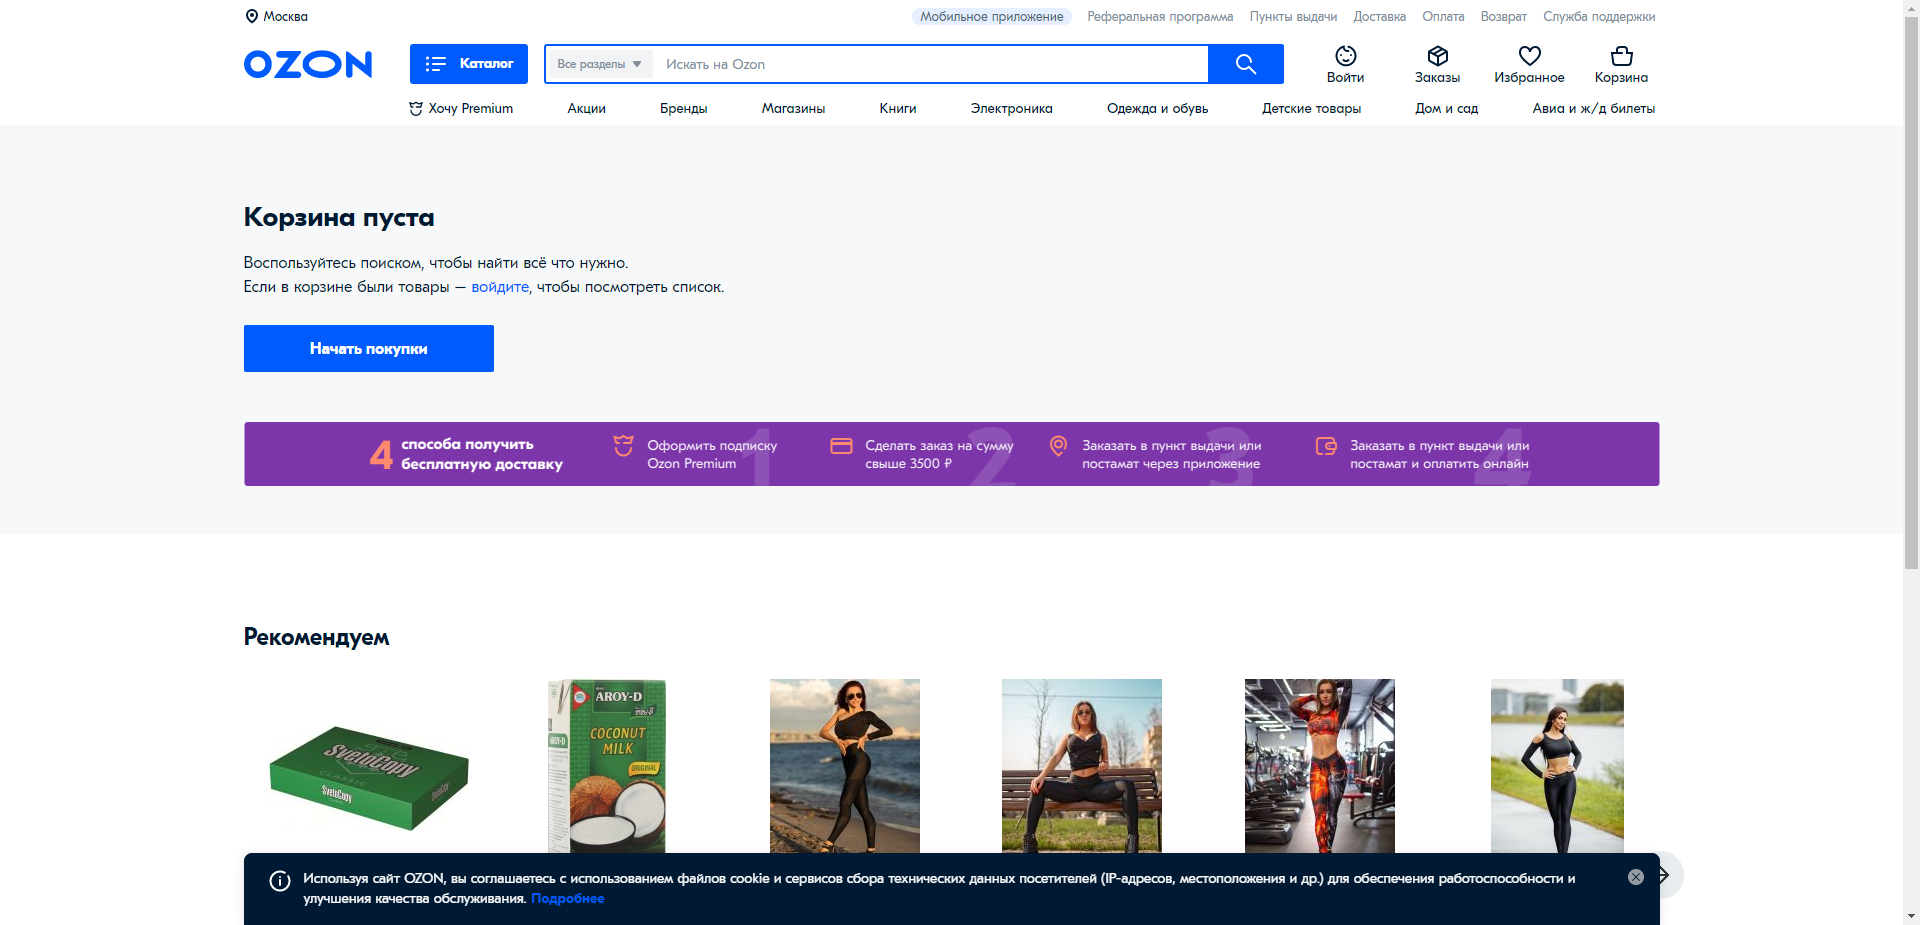 Москва
Мобильное приложение Реферальная программа Пункты выдачи Доставка Оплата Возврат Служба поддержки
OZON
Каталог
Все разделы
Искать на Ozon
Войти Заказы Избранное Корзина
Хочу Premium Акции Бренды Магазины Книги Электроника Одежда и обувь Детские товары Дом и сад Авиа и ж/д билеты
Корзина пуста
Воспользуйтесь поиском, чтобы найти всё что нужно.
Если в корзине были товары — войдите, чтобы посмотреть список.
Начать покупки
4 способа получить
бесплатную доставку
1
Оформить подписку
Ozon Premium
2
Сделать заказ на сумму
свыше 3500 ₽
3
Заказать в пункт выдачи или
постамат через приложение
4
Заказать в пункт выдачи или
постамат и оплатить онлайн
Рекомендуем
SvetoCopy
CLASSIC
SvetoCopy
SvetoCopy
AROY-D
AROY-D
COCONUT
MILK
ORIGINAL
Используя сайт OZON, вы соглашаетесь с использованием файлов cookie и сервисов сбора технических данных посетителей (IP-адресов, местоположения и др.) для обеспечения работоспособности и
улучшения качества обслуживания. Подробнее